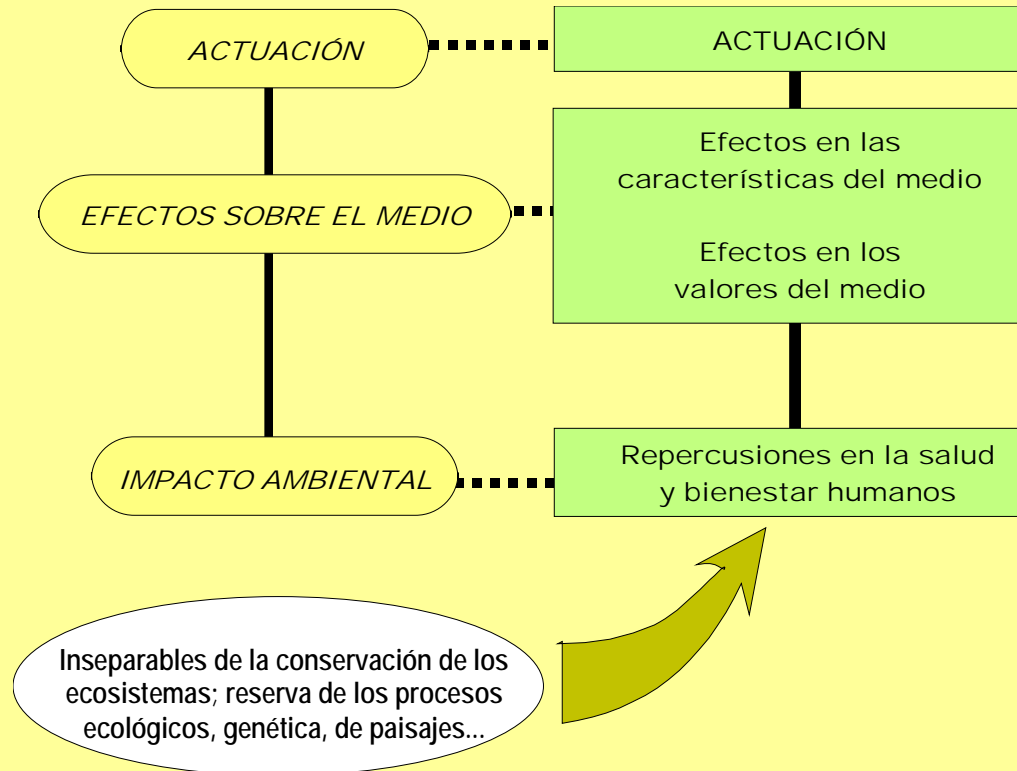 ACTUACIÓN
ACTUACIÓN
EFECTOS SOBRE EL MEDIO
Efectos en las
características del medio
Efectos en los
valores del medio
IMPACTO AMBIENTAL
Repercusiones en la salud
y bienestar humanos
Inseparables de la conservación de los
ecosistemas; reserva de los procesos
ecológicos, genética, de paisajes...